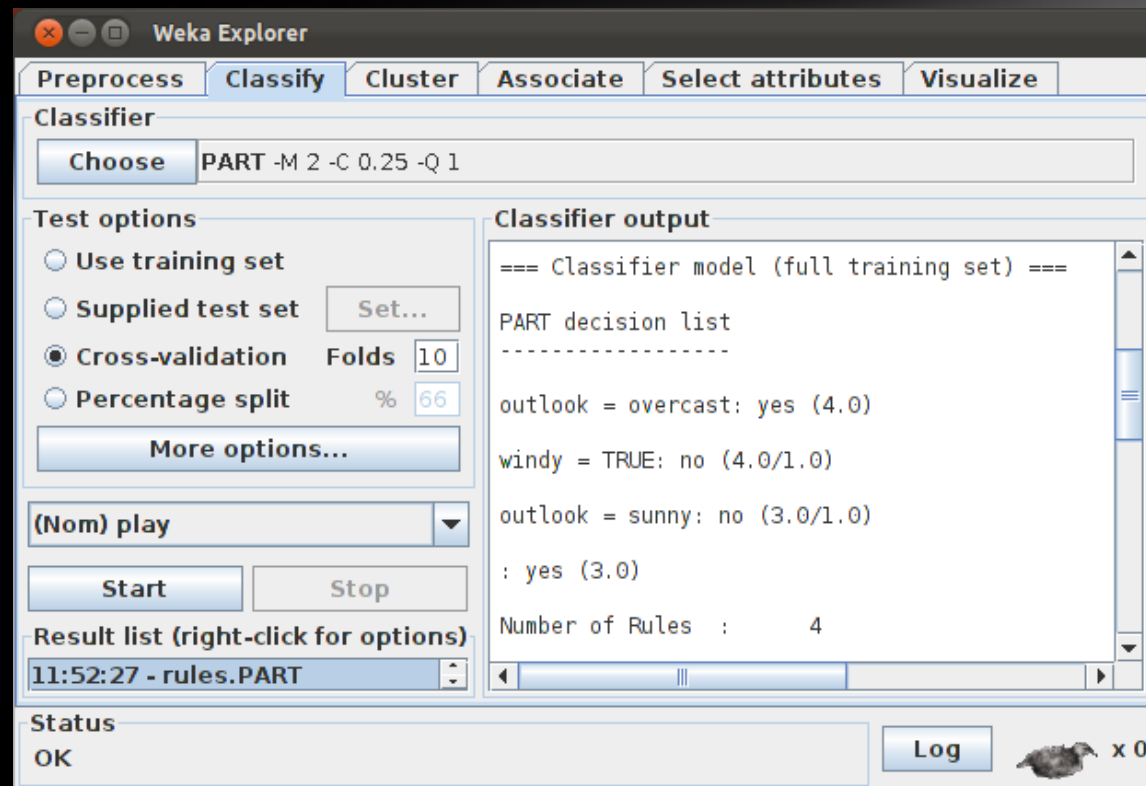 Weka Explorer
Preprocess Classify Cluster Associate Select attributes Visualize
Classifier
Choose PART -M 2 -C 0.25 -Q 1
Test options
Use training set
Supplied test set Set...
Cross-validation Folds 10
Percentage split % 66
More options...
(Nom) play
Start Stop
Result list (right-click for options)
11:52:27 - rules.PART
Classifier output
=== Classifier model (full training set) ===
PART decision list
------------------
outlook = overcast: yes (4.0)
windy = TRUE: no (4.0/1.0)
outlook = sunny: no (3.0/1.0)
: yes (3.0)
Number of Rules : 4
Status
OK
Log x 0